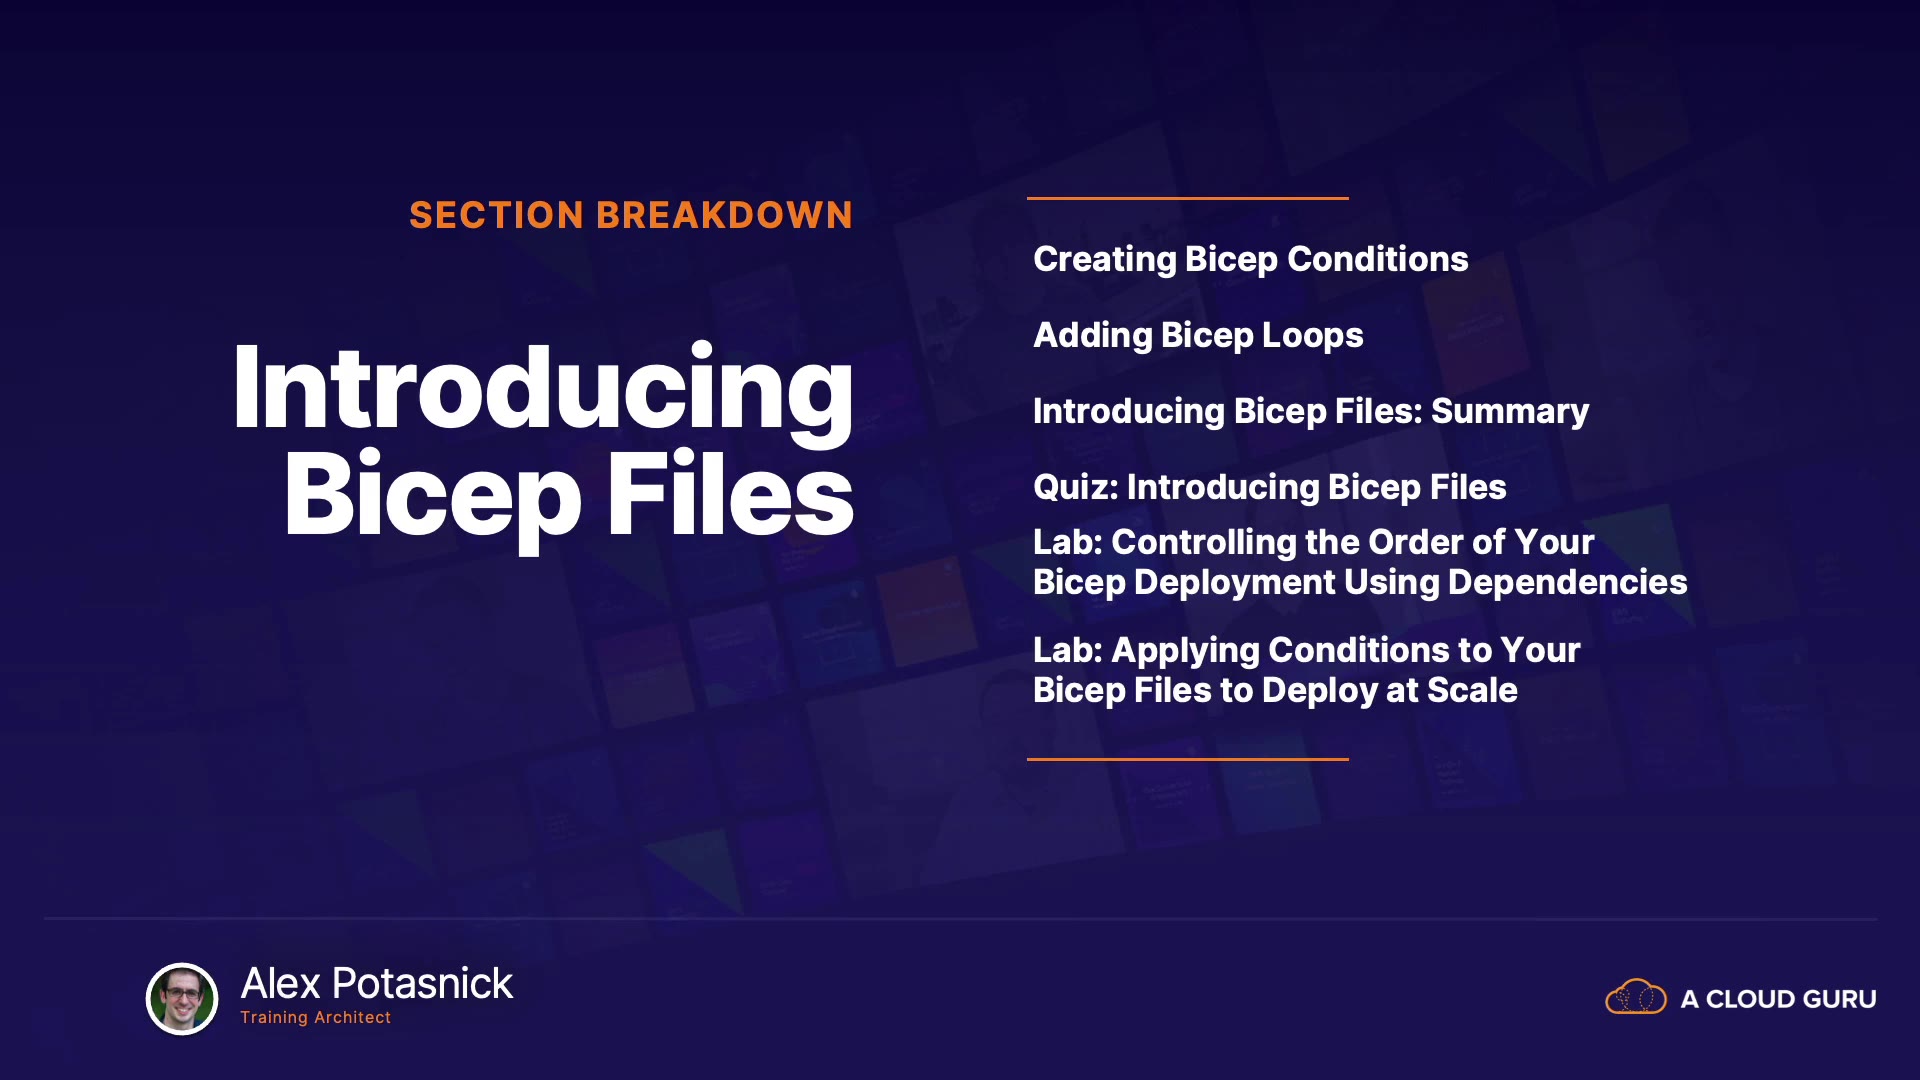 SECTION BREAKDOWN
Introducing
Bicep Files
Creating Bicep Conditions
Adding Bicep Loops
Introducing Bicep Files: Summary
Quiz: Introducing Bicep Files
Lab: Controlling the Order of Your
Bicep Deployment Using Dependencies
Lab: Applying Conditions to Your
Bicep Files to Deploy at Scale
Alex Potasnick
Training Architect
A CLOUD GURU